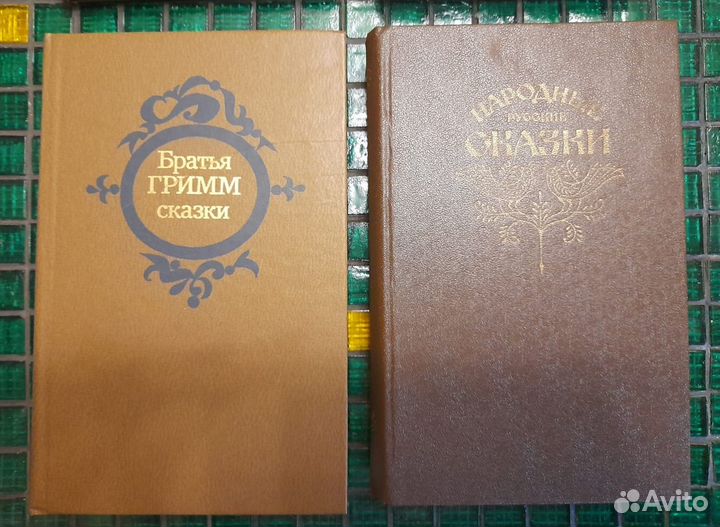 Братья
ГРИММ
сказки
НАРОДНЫЕ
РУССКИЕ
СКАЗКИ
Avito